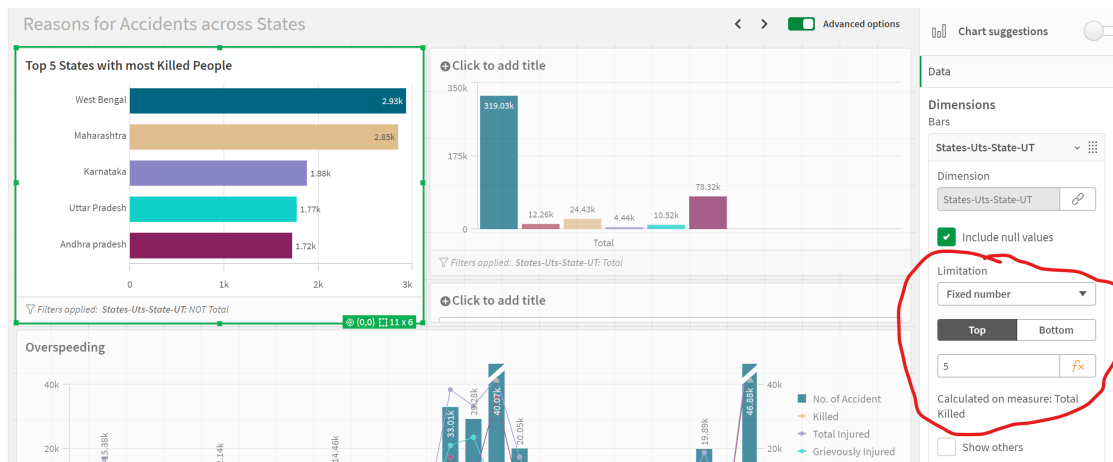 Reasons for Accidents across States
Advanced options
Chart suggestions
Top 5 States with most Killed People
West Bengal
2.93k
Maharashtra
2.85k
Karnataka
1.88k
Uttar Pradesh
1.77k
Andhra pradesh
1.72k
0
1k
2k
3k
Filters applied: States-Uts-State-UT: NOT Total
(0,0) 11 x 6
Click to add title
350k
175k
0
319.03k
12.26k
24.43k
4.44k
10.52k
78.32k
Total
Filters applied: States-Uts-State-UT: Total
Click to add title
Overspeeding
40k
20k
15.38k
14.46k
33.01k
29.28k
40.07k
20.05k
19.89k
46.88k
40k
20k
No. of Accident
Killed
Total Injured
Grievously Injured
Data
Dimensions
Bars
States-Uts-State-UT
Dimension
States-Uts-State-UT
Include null values
Limitation
Fixed number
Top
Bottom
5
fx
Calculated on measure: Total
Killed
Show others